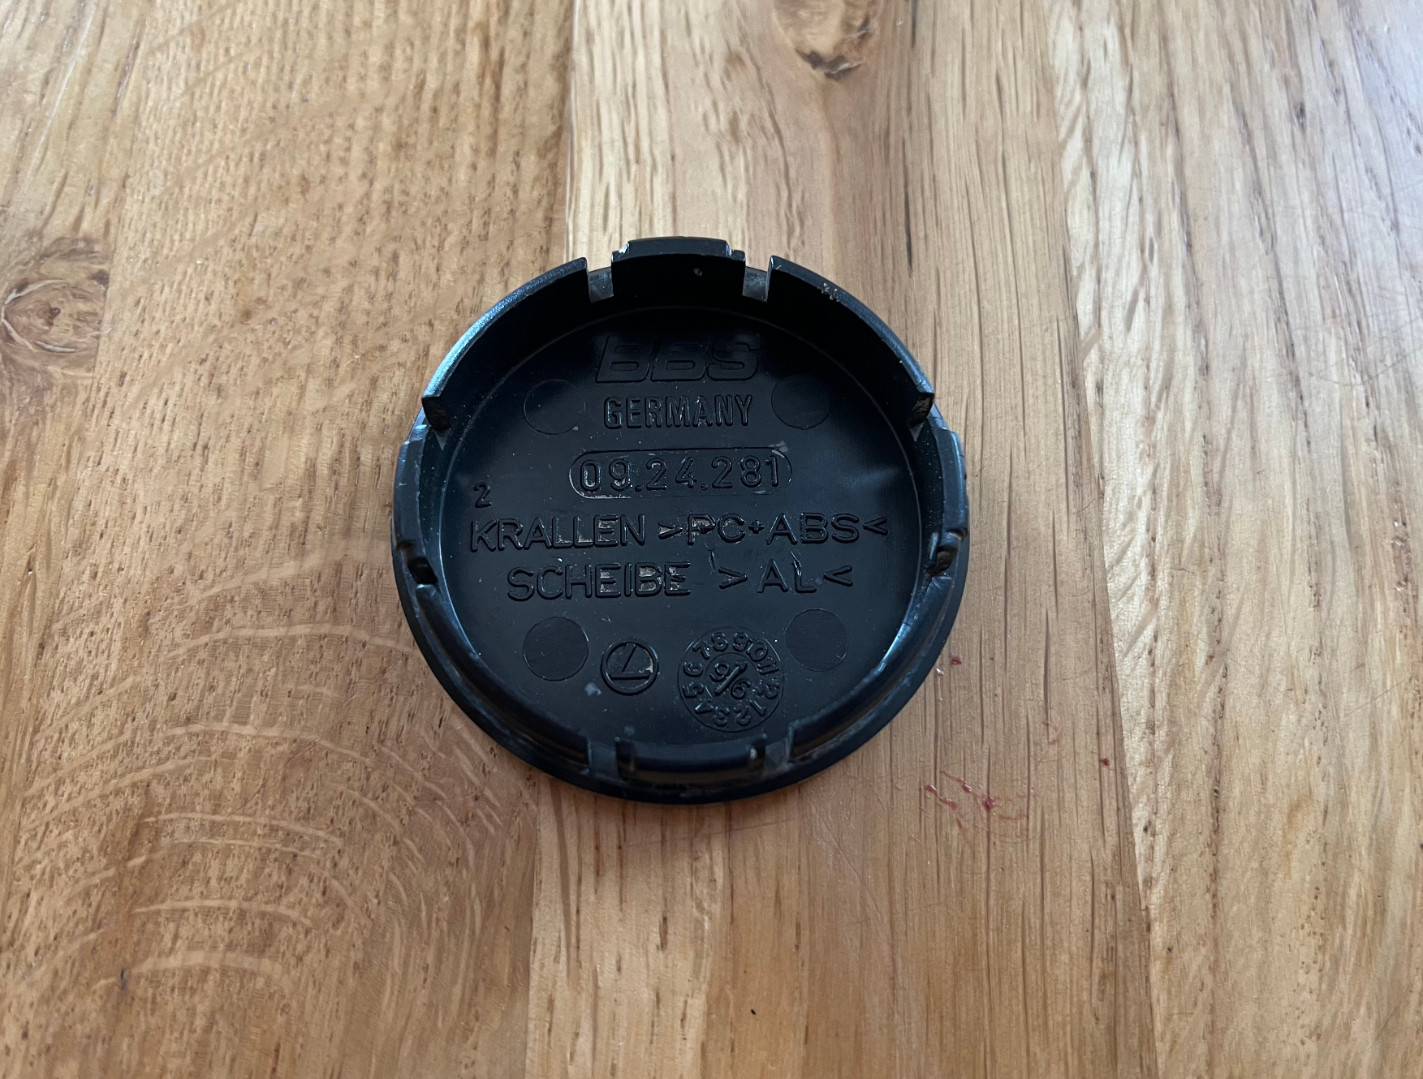 BBS
GERMANY
09.24.281
2
KRALLEN >PC+ABS<
SCHEIBE >AL<